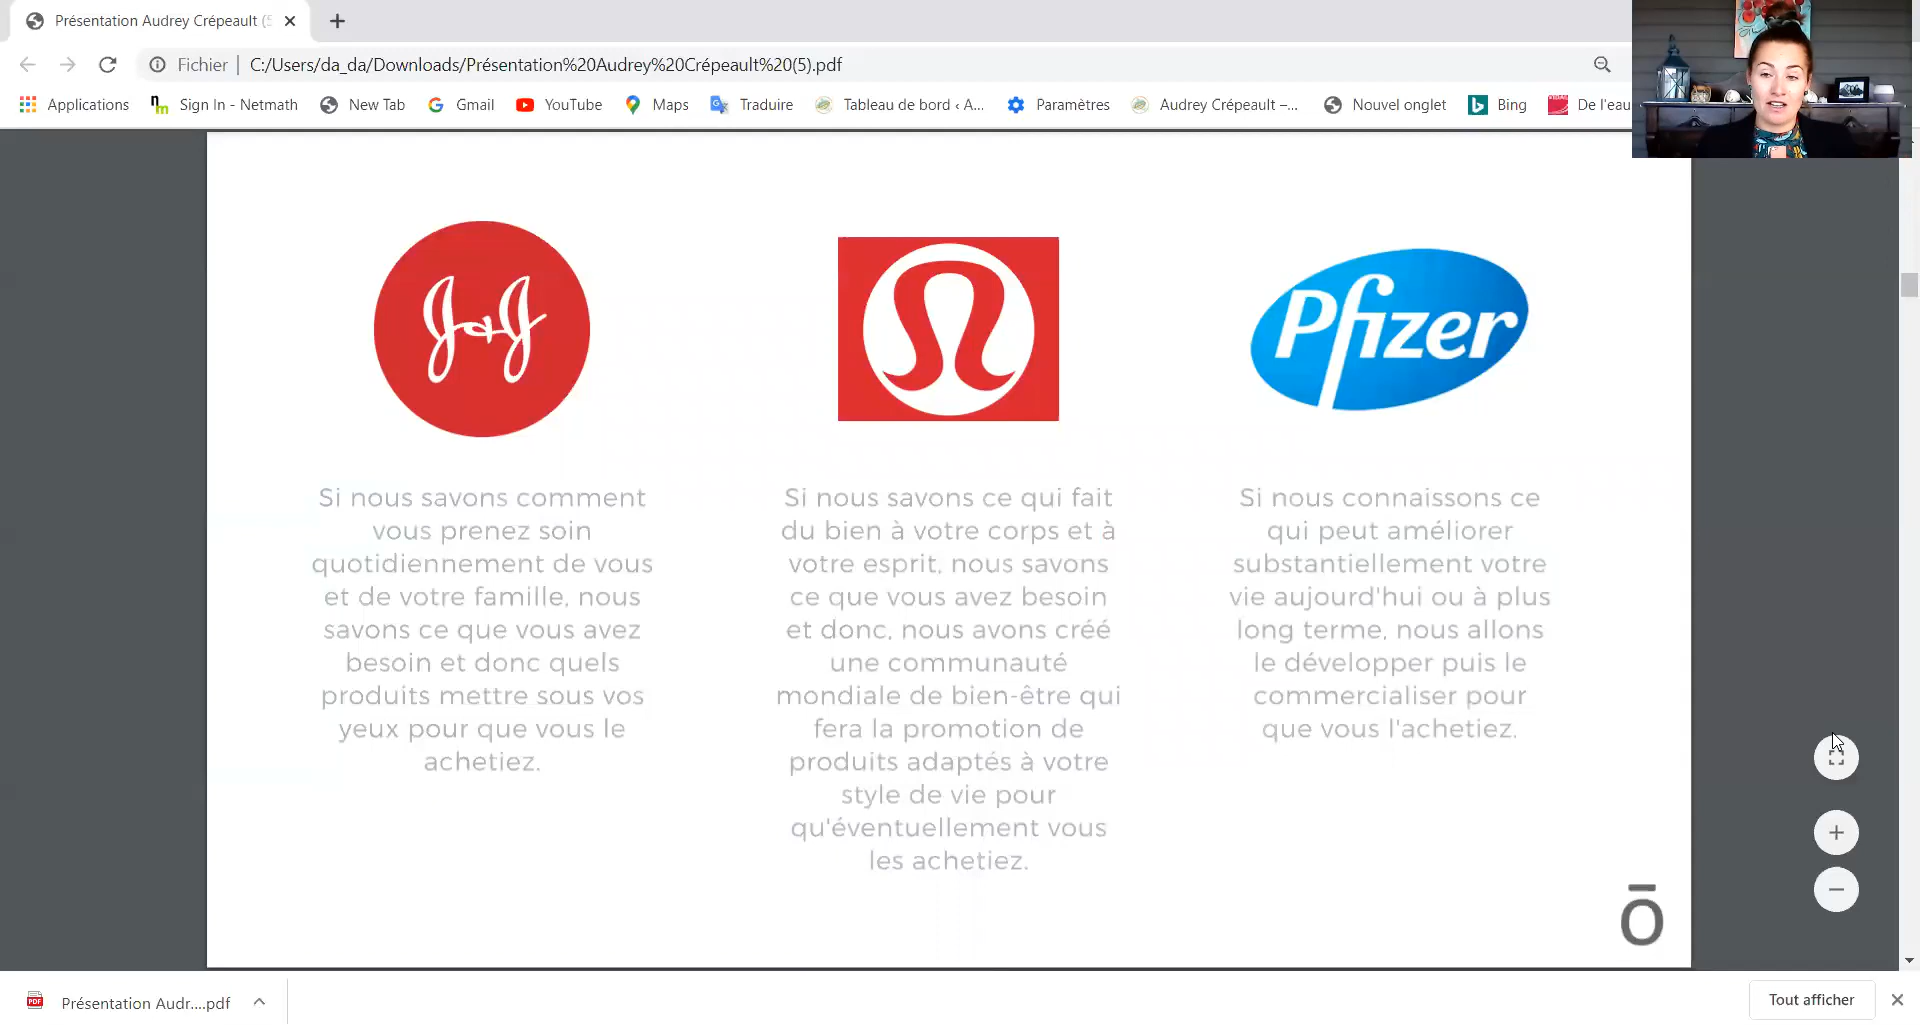 Présentation Audrey Crépeault (5
Fichier | C:/Users/da_da/Downloads/Présentation%20Audrey%20Crépeault%20(5).pdf
Applications Sign In - Netmath New Tab Gmail YouTube Maps Traduire Tableau de bord ‹ A... Paramètres Audrey Crépeault –... Nouvel onglet Bing De l'eau
J&J
Pfizer
Si nous savons comment
vous prenez soin
quotidiennement de vous
et de votre famille, nous
savons ce que vous avez
besoin et donc quels
produits mettre sous vos
yeux pour que vous le
achetiez.
Si nous savons ce qui fait
du bien à votre corps et à
votre esprit, nous savons
ce que vous avez besoin
et donc, nous avons créé
une communauté
mondiale de bien-être qui
fera la promotion de
produits adaptés à votre
style de vie pour
qu'éventuellement vous
les achetiez.
Si nous connaissons ce
qui peut améliorer
substantiellement votre
vie aujourd'hui ou à plus
long terme, nous allons
le développer puis le
commercialiser pour
que vous l'achetiez.
ō
Présentation Audr....pdf
Tout afficher